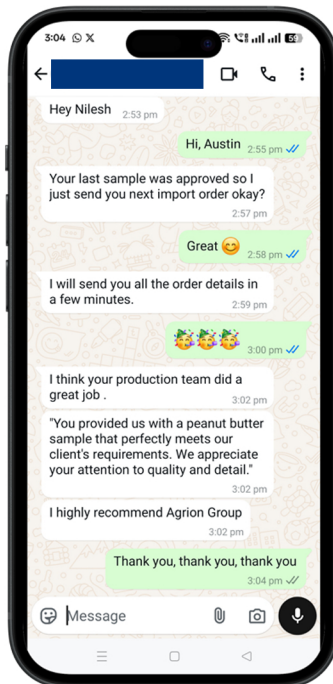 3:04
Hey Nilesh
2:53 pm
Hi, Austin
2:55 pm
Your last sample was approved so I
just send you next import order okay?
2:57 pm
Great 😊
2:58 pm
I will send you all the order details in
a few minutes.
2:59 pm
🥳🥳🥳
3:00 pm
I think your production team did a
great job .
3:02 pm
"You provided us with a peanut butter
sample that perfectly meets our
client's requirements. We appreciate
your attention to quality and detail."
3:02 pm
I highly recommend Agrion Group
3:02 pm
Thank you, thank you, thank you
3:04 pm
Message